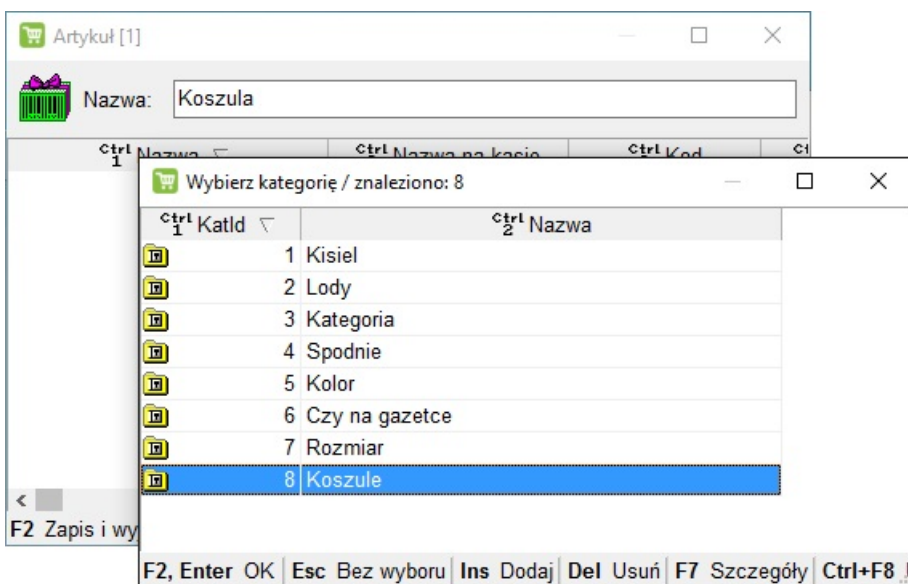 Artykuł [1]
Nazwa: Koszula
Ctrl 1 Nazwa Ctrl Nazwa na kasie Ctrl Kod
Wybierz kategorię / znaleziono: 8
Ctrl 1 KatId Ctrl 2 Nazwa
1 Kisiel
2 Lody
3 Kategoria
4 Spodnie
5 Kolor
6 Czy na gazetce
7 Rozmiar
8 Koszule
F2 Zapis i wy
F2, Enter OK Esc Bez wyboru Ins Dodaj Del Usuń F7 Szczegóły Ctrl+F8